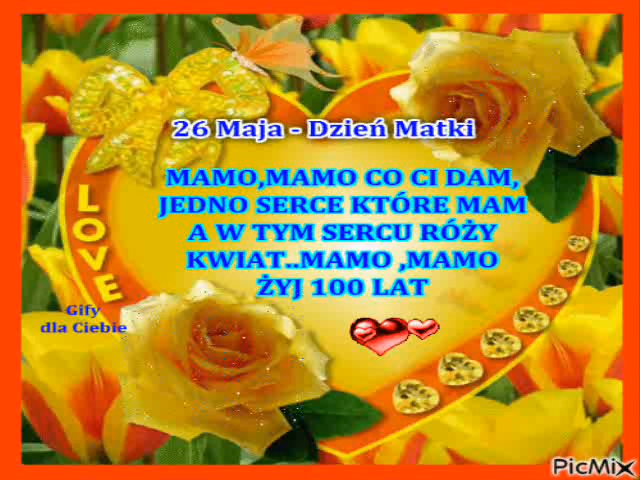 26 Maja - Dzień Matki
MAMO,MAMO CO CI DAM,
JEDNO SERCE KTÓRE MAM
A W TYM SERCU RÓŻY
KWIAT..MAMO ,MAMO
ŻYJ 100 LAT
LOVE
Gify
dla Ciebie
PicMix